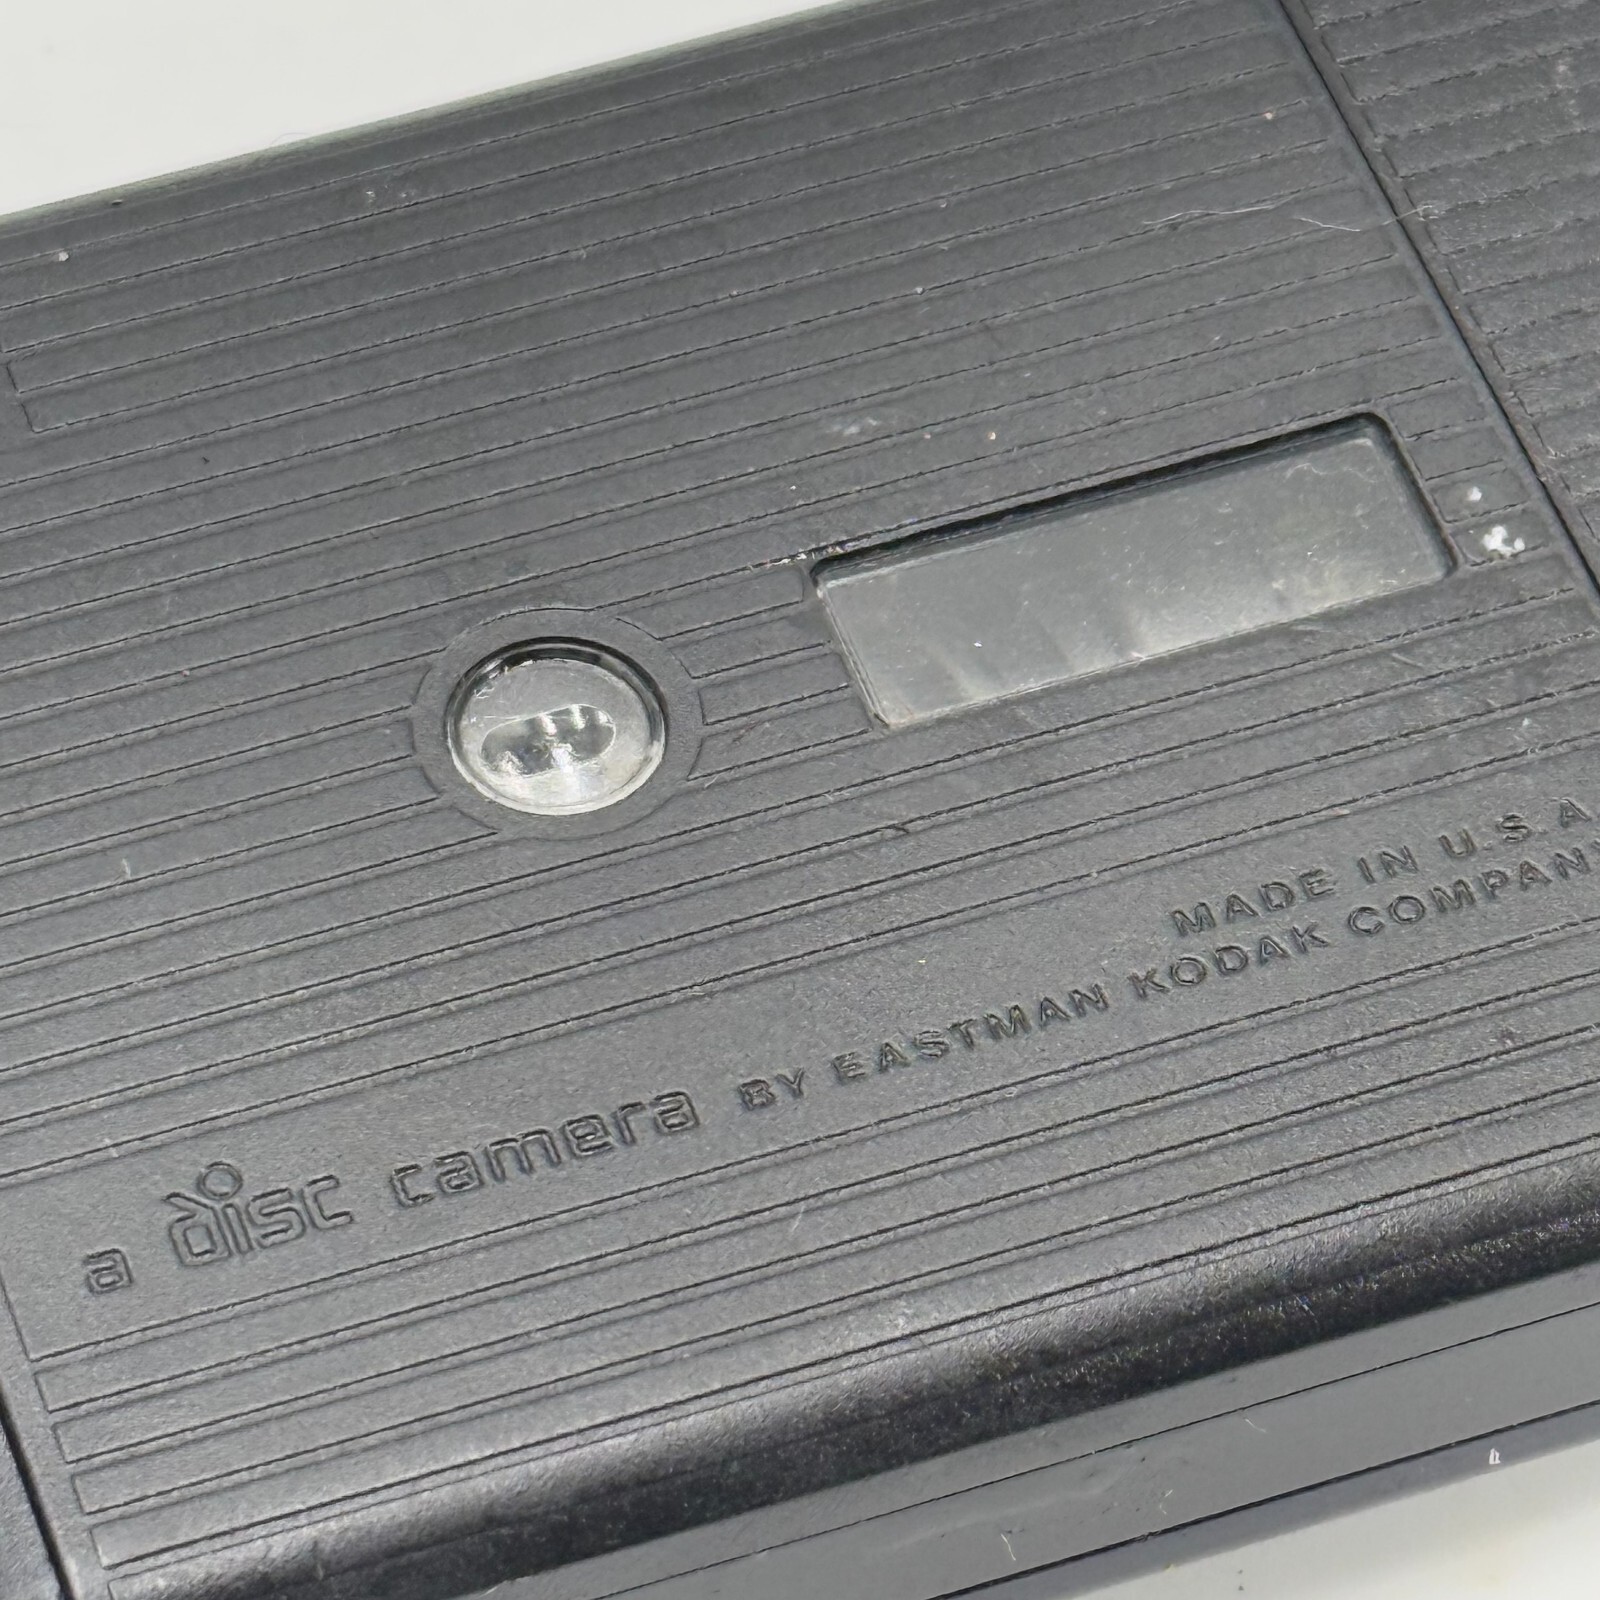 MADE IN U.S.A.
a disc camera BY EASTMAN KODAK COMPANY